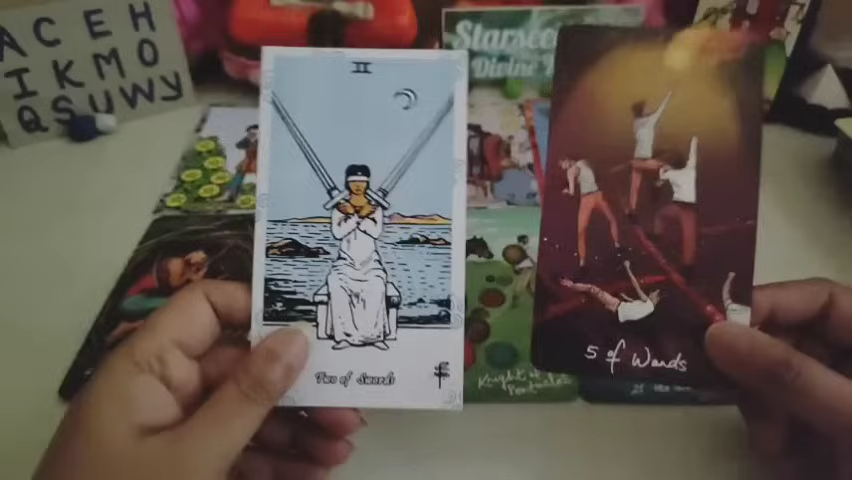 A C E H
I K M O
Q S U W Y
Starsee
Divine
II
Two of Swords
5 of Wands
Knight of
Pentacles